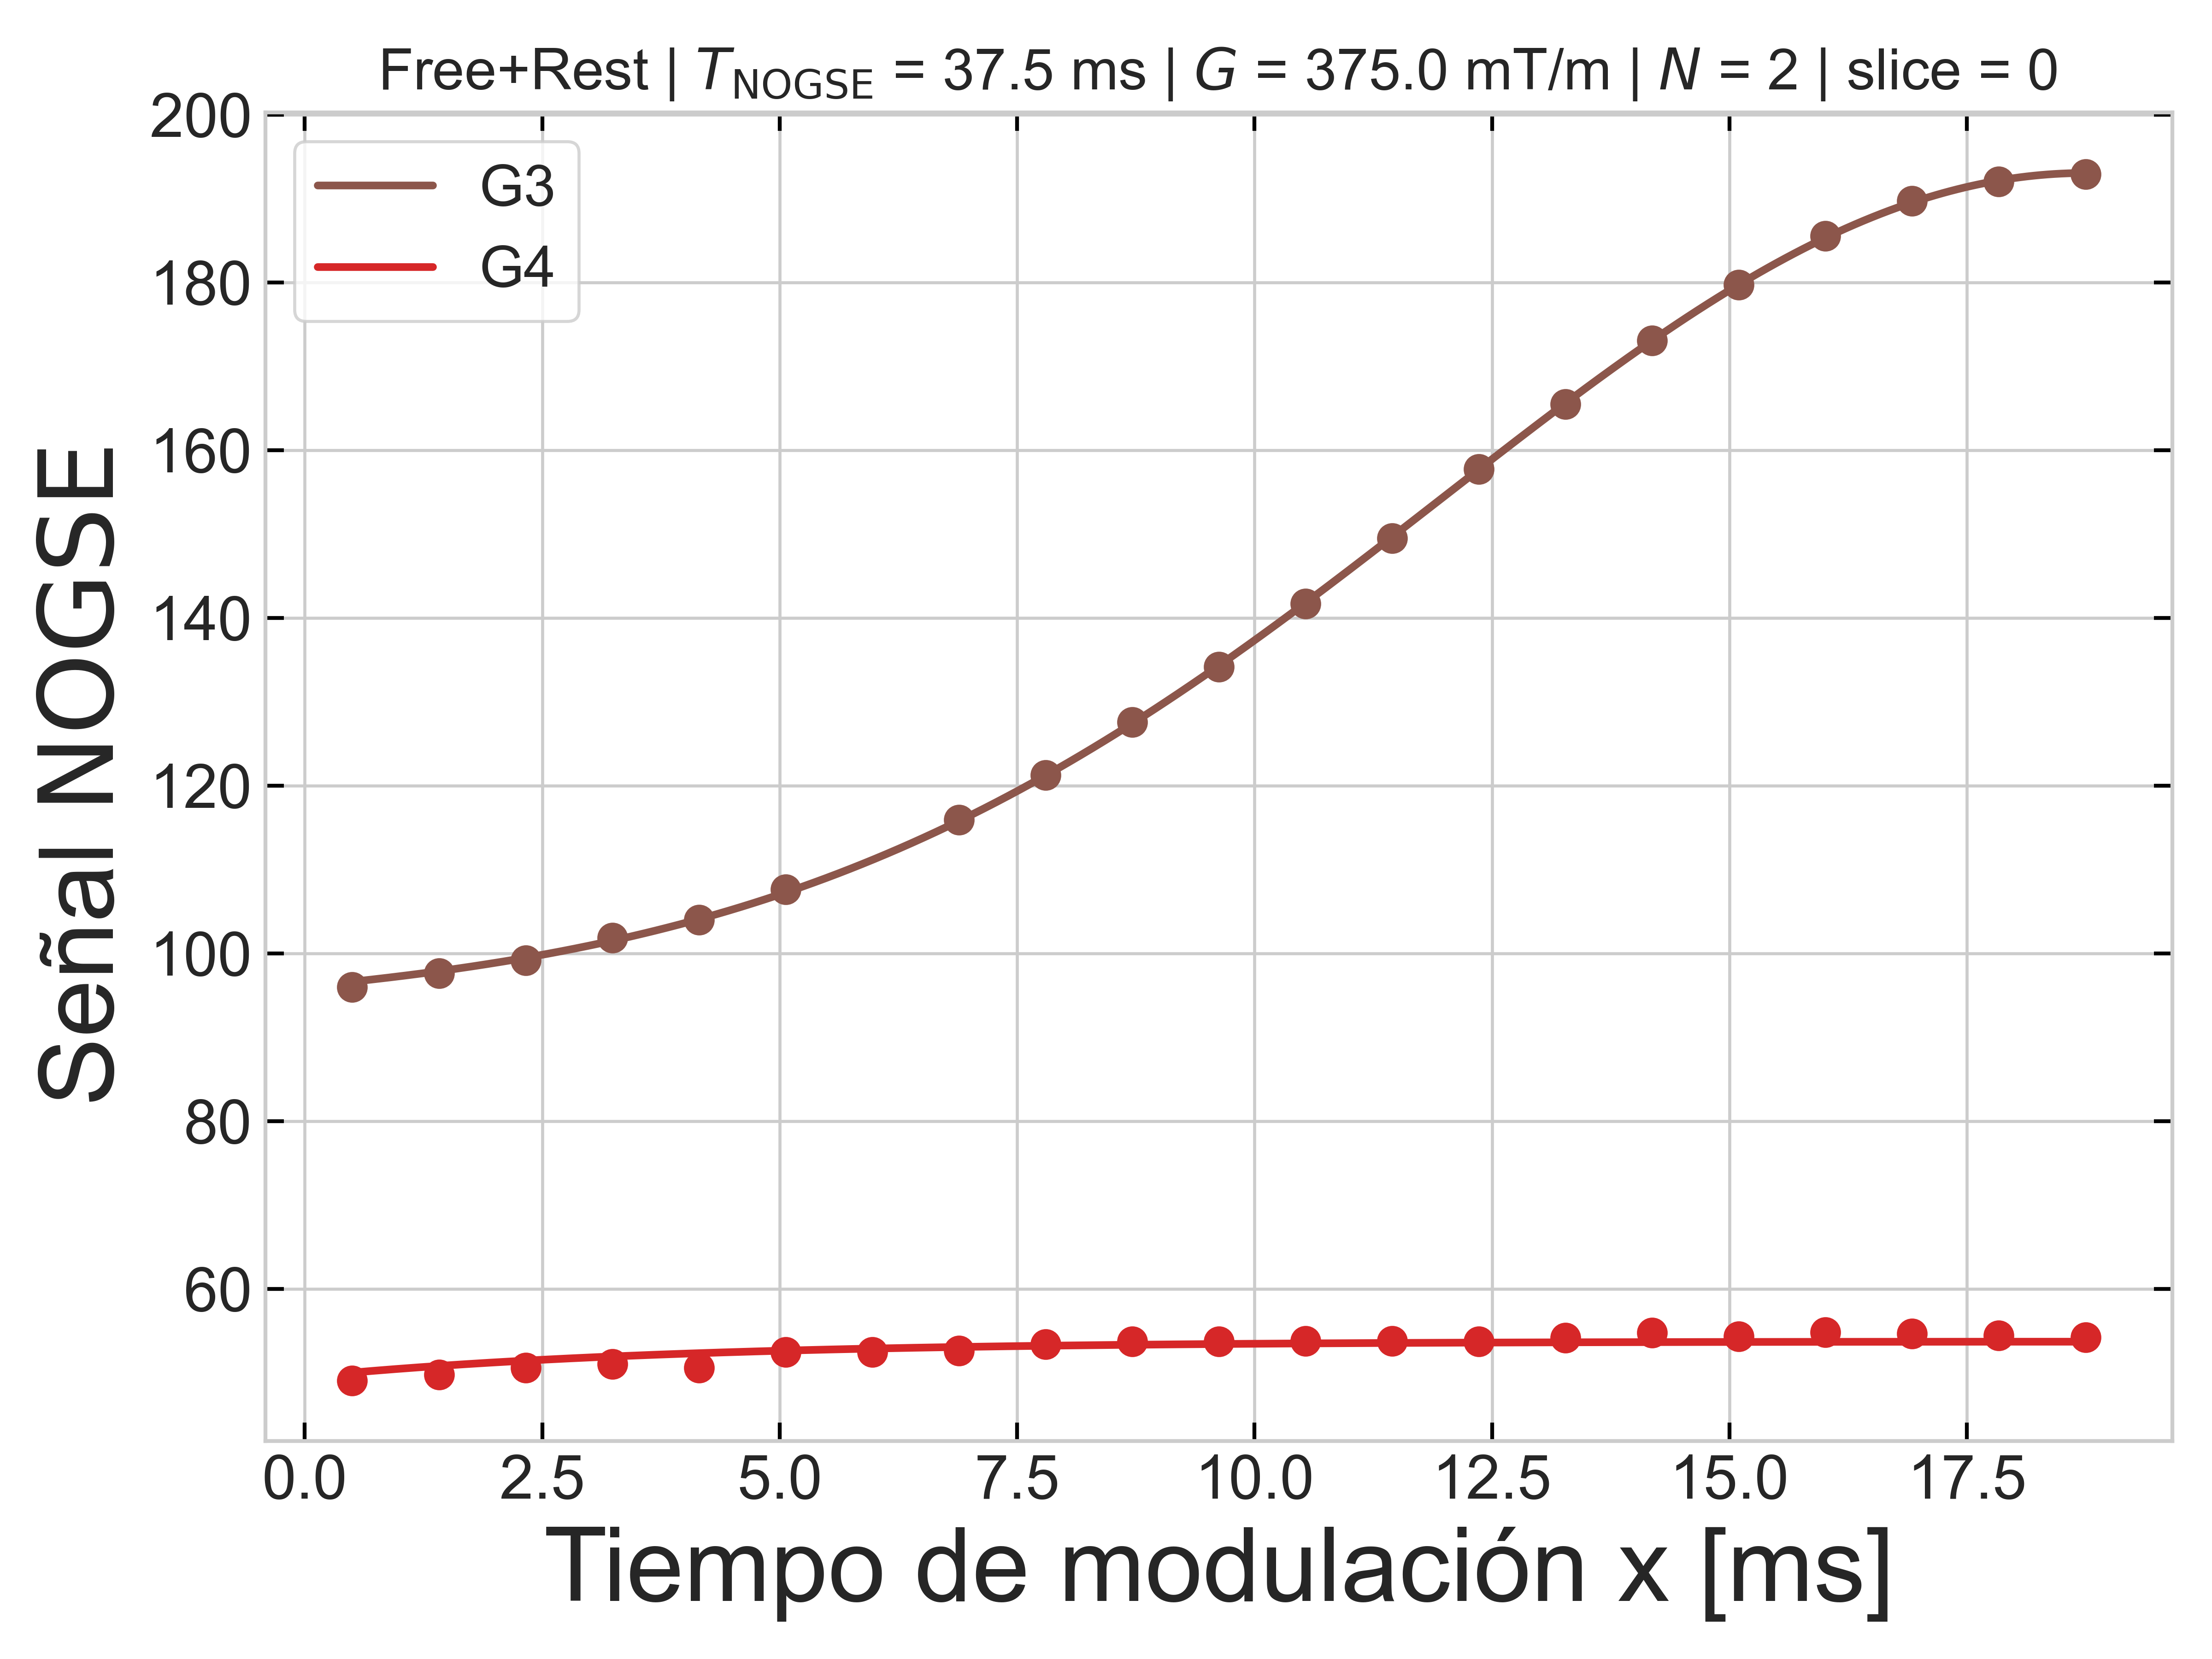 Free+Rest | T_NOGSE = 37.5 ms | G = 375.0 mT/m | N = 2 | slice = 0
G3
G4
Señal NOGSE
200
180
160
140
120
100
80
60
0.0 2.5 5.0 7.5 10.0 12.5 15.0 17.5
Tiempo de modulación x [ms]